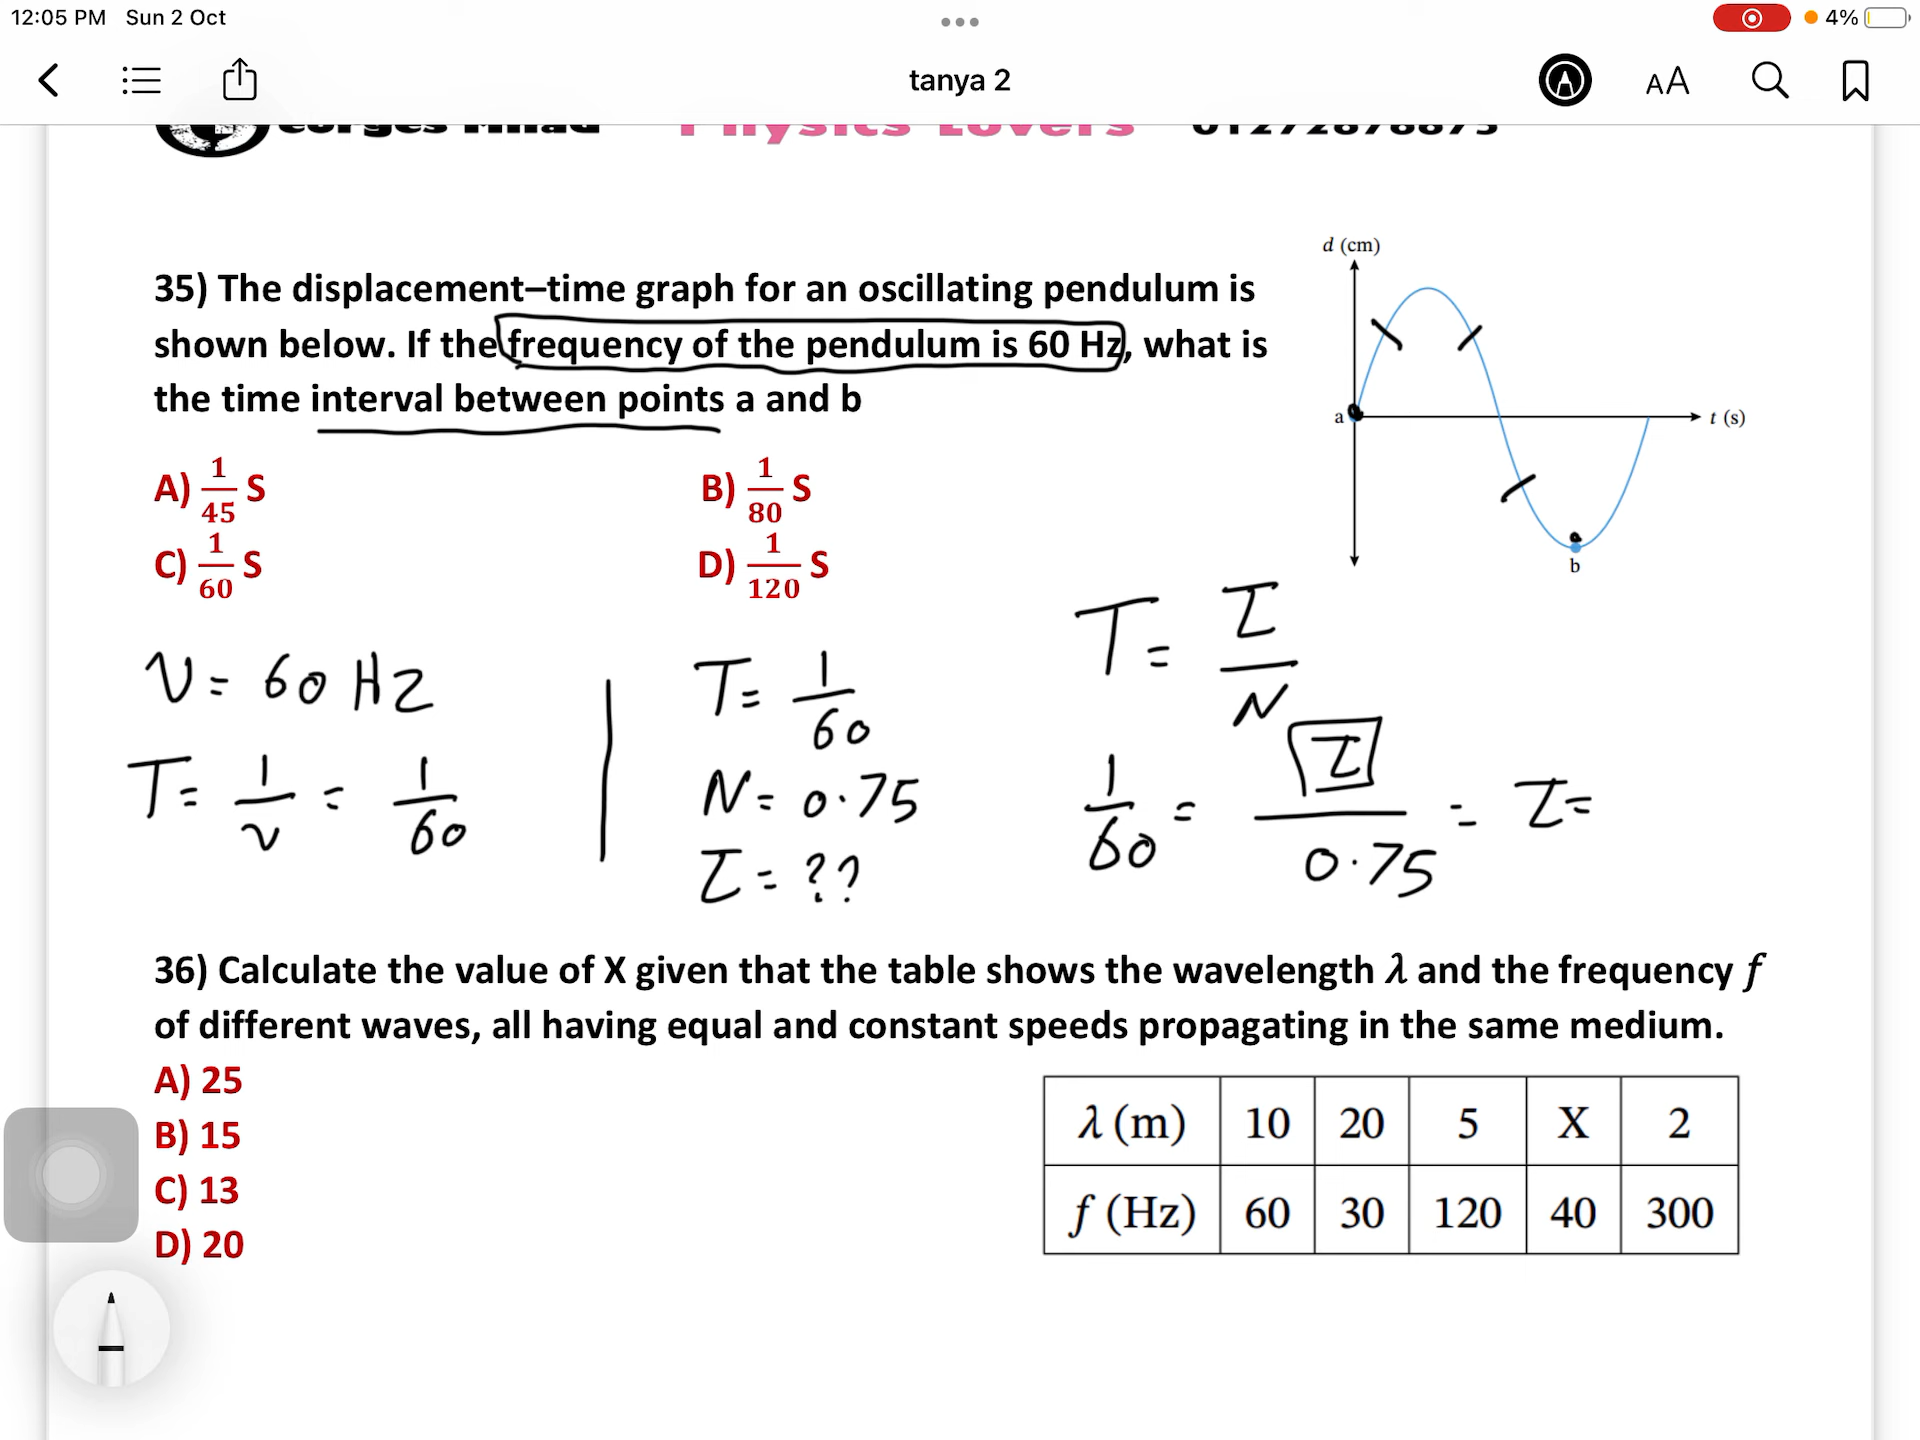 12:05 PM Sun 2 Oct
4%
tanya 2
AA
Physics Lovers
d (cm)
35) The displacement–time graph for an oscillating pendulum is
shown below. If the frequency of the pendulum is 60 Hz, what is
the time interval between points a and b
a
t (s)
b
A) 1/45 S
B) 1/80 S
C) 1/60 S
D) 1/120 S
ν = 60 HZ
T = 1/ν = 1/60
T = 1/60
N = 0.75
t = ??
T = t/N
1/60 = t/0.75 = t =
36) Calculate the value of X given that the table shows the wavelength λ and the frequency f
of different waves, all having equal and constant speeds propagating in the same medium.
A) 25
B) 15
C) 13
D) 20
λ (m) 10 20 5 X 2
f (Hz) 60 30 120 40 300